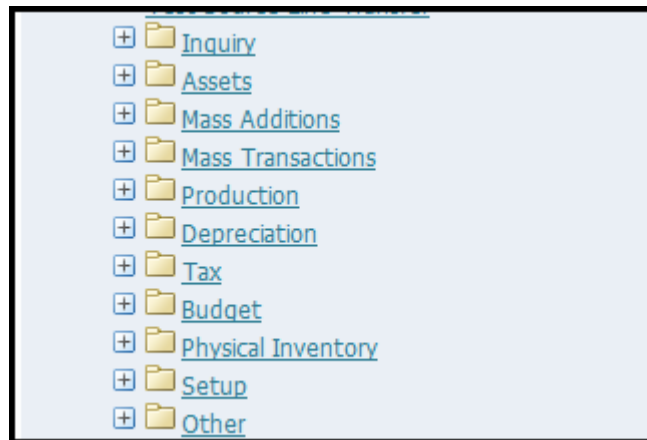 Inquiry
Assets
Mass Additions
Mass Transactions
Production
Depreciation
Tax
Budget
Physical Inventory
Setup
Other